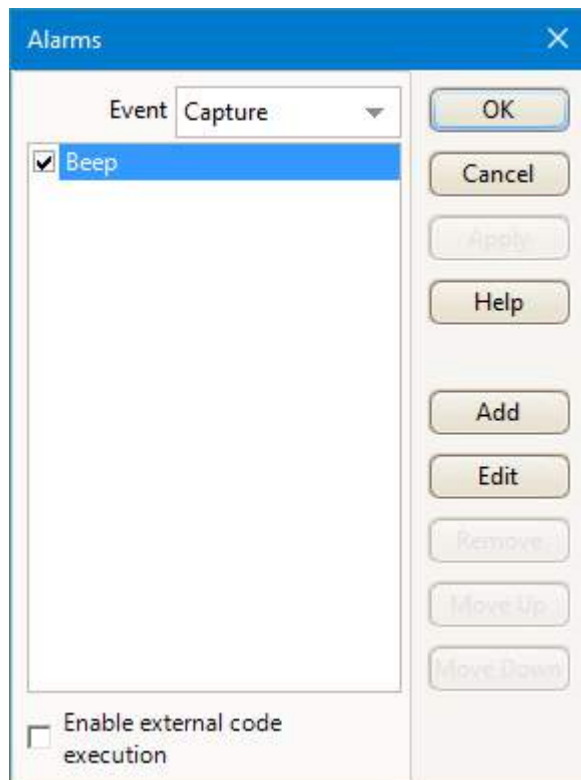 Alarms
Event Capture
Beep
Enable external code
execution
OK
Cancel
Apply
Help
Add
Edit
Remove
Move Up
Move Down